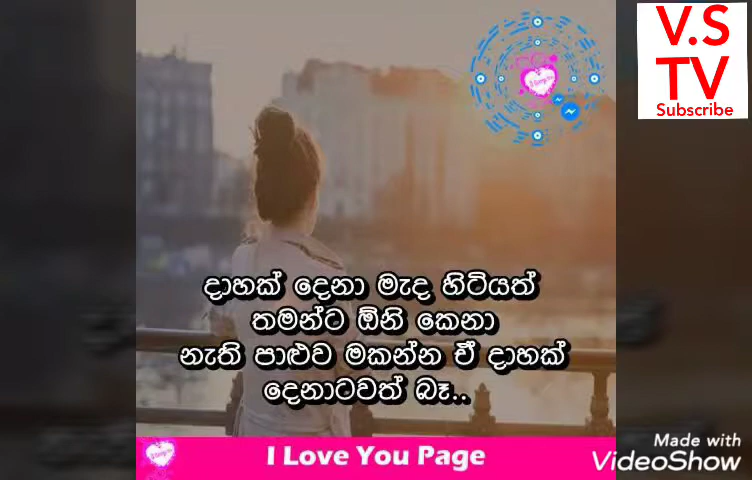 V.S
TV
Subscribe
දාහක් දෙනා මැද හිටියත්
තමන්ට ඕනි කෙනා
නැති පාළුව මකන්න ඒ දාහක්
දෙනාටවත් බෑ..
I Love You Page
Made with
VideoShow